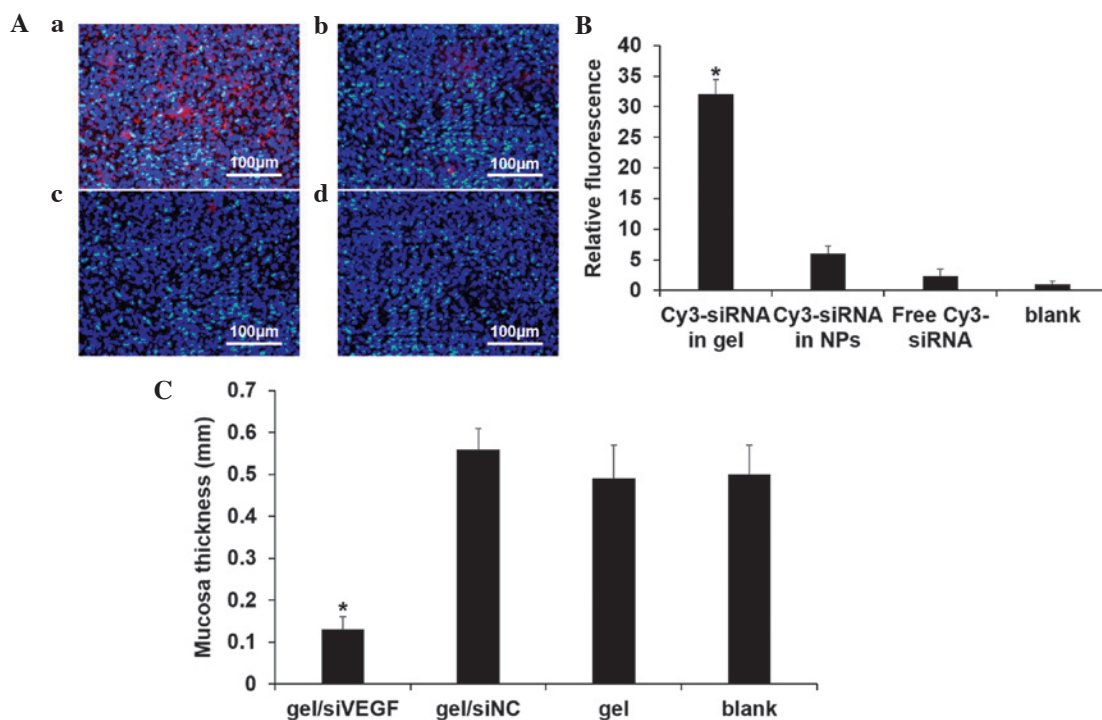 A
a
100µm
b
100µm
c
100µm
d
100µm
B
Relative fluorescence
40
35
30
25
20
15
10
5
0
*
Cy3-siRNA in gel
Cy3-siRNA in NPs
Free Cy3-siRNA
blank
C
Mucosa thickness (mm)
0.7
0.6
0.5
0.4
0.3
0.2
0.1
0
*
gel/siVEGF
gel/siNC
gel
blank